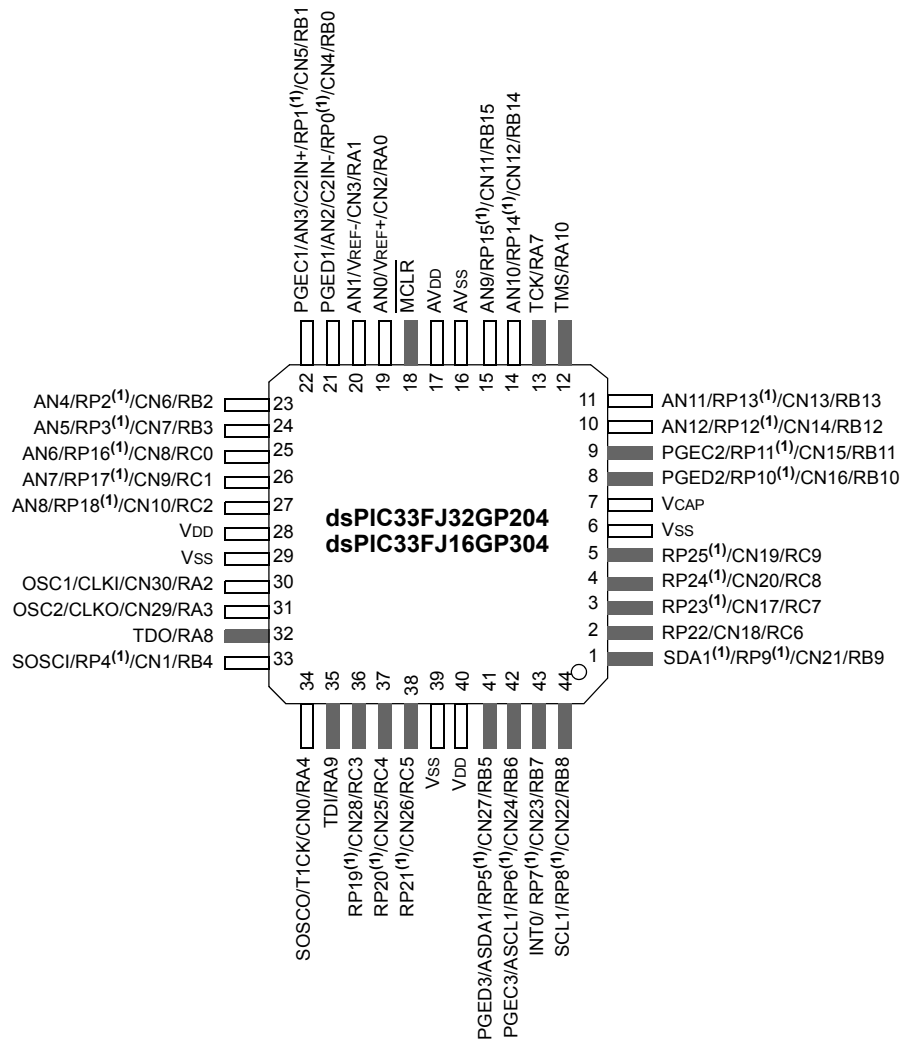 PGEC1/AN3/C2IN+/RP1(1)/CN5/RB1
PGED1/AN2/C2IN-/RP0(1)/CN4/RB0
AN1/VREF-/CN3/RA1
AN0/VREF+/CN2/RA0
MCLR
AVDD
AVSS
AN9/RP15(1)/CN11/RB15
AN10/RP14(1)/CN12/RB14
TCK/RA7
TMS/RA10
22 21 20 19 18 17 16 15 14 13 12
AN4/RP2(1)/CN6/RB2 23
AN5/RP3(1)/CN7/RB3 24
AN6/RP16(1)/CN8/RC0 25
AN7/RP17(1)/CN9/RC1 26
AN8/RP18(1)/CN10/RC2 27
VDD 28
VSS 29
OSC1/CLKI/CN30/RA2 30
OSC2/CLKO/CN29/RA3 31
TDO/RA8 32
SOSCI/RP4(1)/CN1/RB4 33
dsPIC33FJ32GP204
dsPIC33FJ16GP304
11 AN11/RP13(1)/CN13/RB13
10 AN12/RP12(1)/CN14/RB12
9 PGEC2/RP11(1)/CN15/RB11
8 PGED2/RP10(1)/CN16/RB10
7 VCAP
6 VSS
5 RP25(1)/CN19/RC9
4 RP24(1)/CN20/RC8
3 RP23(1)/CN17/RC7
2 RP22/CN18/RC6
1 SDA1(1)/RP9(1)/CN21/RB9
34 35 36 37 38 39 40 41 42 43 44
SOSCO/T1CK/CN0/RA4
TDI/RA9
RP19(1)/CN28/RC3
RP20(1)/CN25/RC4
RP21(1)/CN26/RC5
VSS
VDD
PGED3/ASDA1/RP5(1)/CN27/RB5
PGEC3/ASCL1/RP6(1)/CN24/RB6
INT0/ RP7(1)/CN23/RB7
SCL1/RP8(1)/CN22/RB8